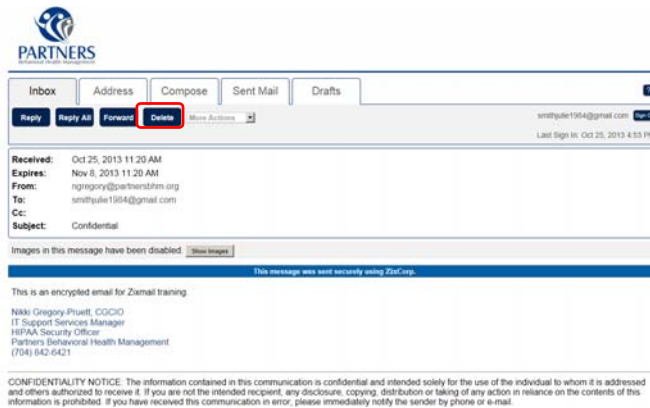 PARTNERS
Behavioral Health Management
Inbox Address Compose Sent Mail Drafts ?
Reply Reply All Forward Delete More Actions smithjulie1984@gmail.com Sign
Last Sign In: Oct 25, 2013 4:53 P
Received: Oct 25, 2013 11:20 AM
Expires: Nov 8, 2013 11:20 AM
From: ngregory@partnersbhm.org
To: smithjulie1984@gmail.com
Cc:
Subject: Confidential
Images in this message have been disabled. Show Images
This message was sent securely using ZixCorp.
This is an encrypted email for Zixmail training.
Nikki Gregory-Pruett, CGCIO
IT Support Services Manager
HIPAA Security Officer
Partners Behavioral Health Management
(704) 842-6421
CONFIDENTIALITY NOTICE: The information contained in this communication is confidential and intended solely for the use of the individual to whom it is addressed
and others authorized to receive it. If you are not the intended recipient, any disclosure, copying, distribution or taking of any action in reliance on the contents of this
information is prohibited. If you have received this communication in error, please immediately notify the sender by phone or e-mail.